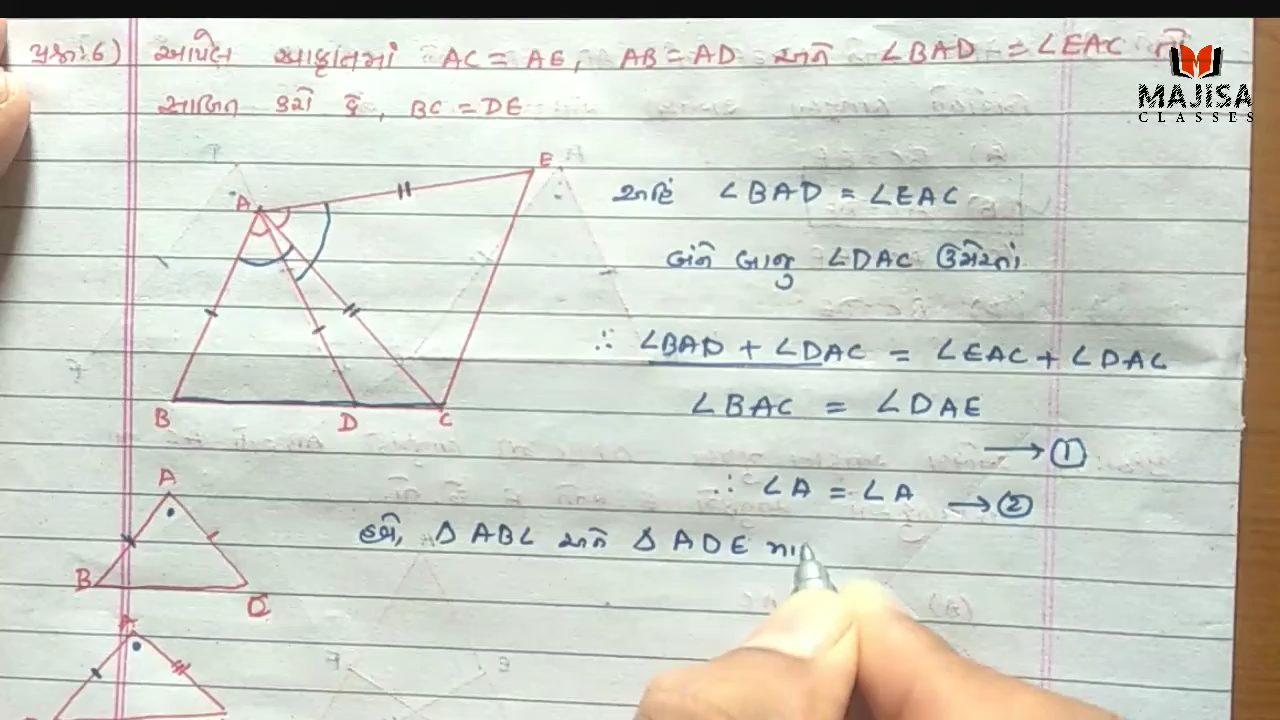 પ્રશ્ન:6) આપેલ આકૃતિમાં AC = AE, AB = AD અને ∠BAD = ∠EAC તો
સાબિત કરો કે, BC = DE
MAJISA
CLASSES
A
E
B
D
C
અહિં ∠BAD = ∠EAC
બંને બાજુ ∠DAC ઉમેરતાં
∴ ∠BAD + ∠DAC = ∠EAC + ∠DAC
∠BAC = ∠DAE
→ ①
∴ ∠A = ∠A → ②
હવે, Δ ABC અને Δ ADE મા
A
B
C
A